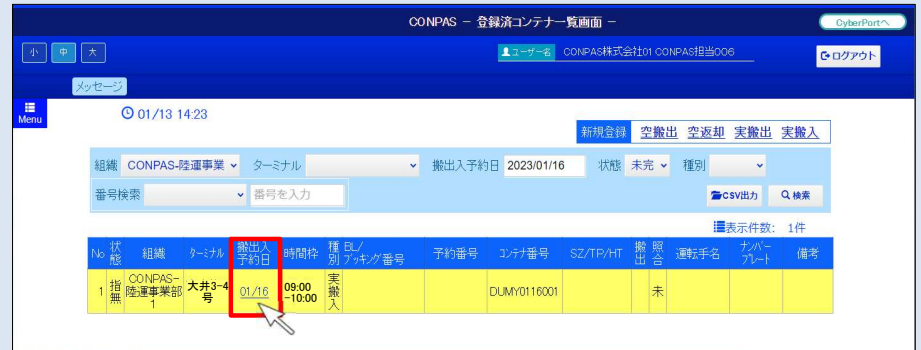 CONPAS － 登録済コンテナ一覧画面 －
CyberPortへ
小 中 大
ユーザー名 CONPAS株式会社01 CONPAS担当006
ログアウト
メッセージ
Menu
01/13 14:23
新規登録 空搬出 空返却 実搬出 実搬入
組織 CONPAS-陸運事業 ターミナル 搬出入予約日 2023/01/16 状態 未完 種別
番号検索 番号を入力 CSV出力 検索
表示件数: 1件
No 状態 組織 ターミナル 搬出入予約日 時間枠 種別 BL/ブッキング番号 予約番号 コンテナ番号 SZ/TP/HT 搬出 照合 運転手名 ナンバープレート 備考
1 指無 CONPAS-陸運事業部1 大井3-4号 01/16 09:00-10:00 実搬入 DUMY0116001 未